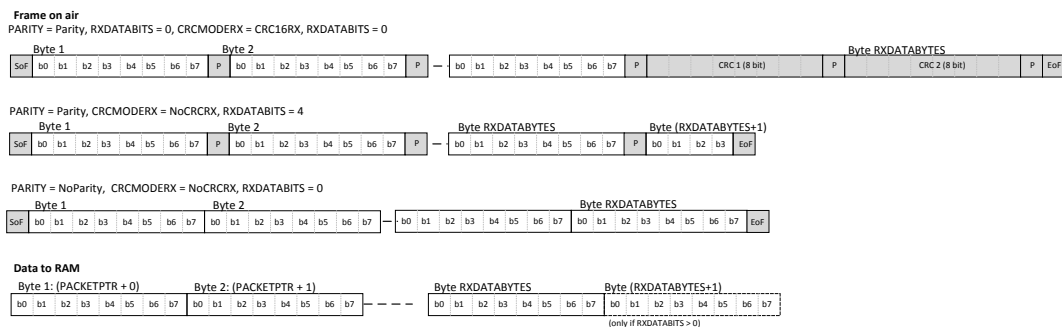 Frame on air
PARITY = Parity, RXDATABITS = 0, CRCMODERX = CRC16RX, RXDATABITS = 0
Byte 1 Byte 2 Byte RXDATABYTES
SoF b0 b1 b2 b3 b4 b5 b6 b7 P b0 b1 b2 b3 b4 b5 b6 b7 P b0 b1 b2 b3 b4 b5 b6 b7 P CRC 1 (8 bit) P CRC 2 (8 bit) P EoF
PARITY = Parity, CRCMODERX = NoCRCRX, RXDATABITS = 4
Byte 1 Byte 2 Byte RXDATABYTES Byte (RXDATABYTES+1)
SoF b0 b1 b2 b3 b4 b5 b6 b7 P b0 b1 b2 b3 b4 b5 b6 b7 P b0 b1 b2 b3 b4 b5 b6 b7 P b0 b1 b2 b3 EoF
PARITY = NoParity, CRCMODERX = NoCRCRX, RXDATABITS = 0
Byte 1 Byte 2 Byte RXDATABYTES
SoF b0 b1 b2 b3 b4 b5 b6 b7 b0 b1 b2 b3 b4 b5 b6 b7 b0 b1 b2 b3 b4 b5 b6 b7 b0 b1 b2 b3 b4 b5 b6 b7 EoF
Data to RAM
Byte 1: (PACKETPTR + 0) Byte 2: (PACKETPTR + 1) Byte RXDATABYTES Byte (RXDATABYTES+1)
b0 b1 b2 b3 b4 b5 b6 b7 b0 b1 b2 b3 b4 b5 b6 b7 b0 b1 b2 b3 b4 b5 b6 b7 b0 b1 b2 b3 b4 b5 b6 b7
(only if RXDATABITS > 0)